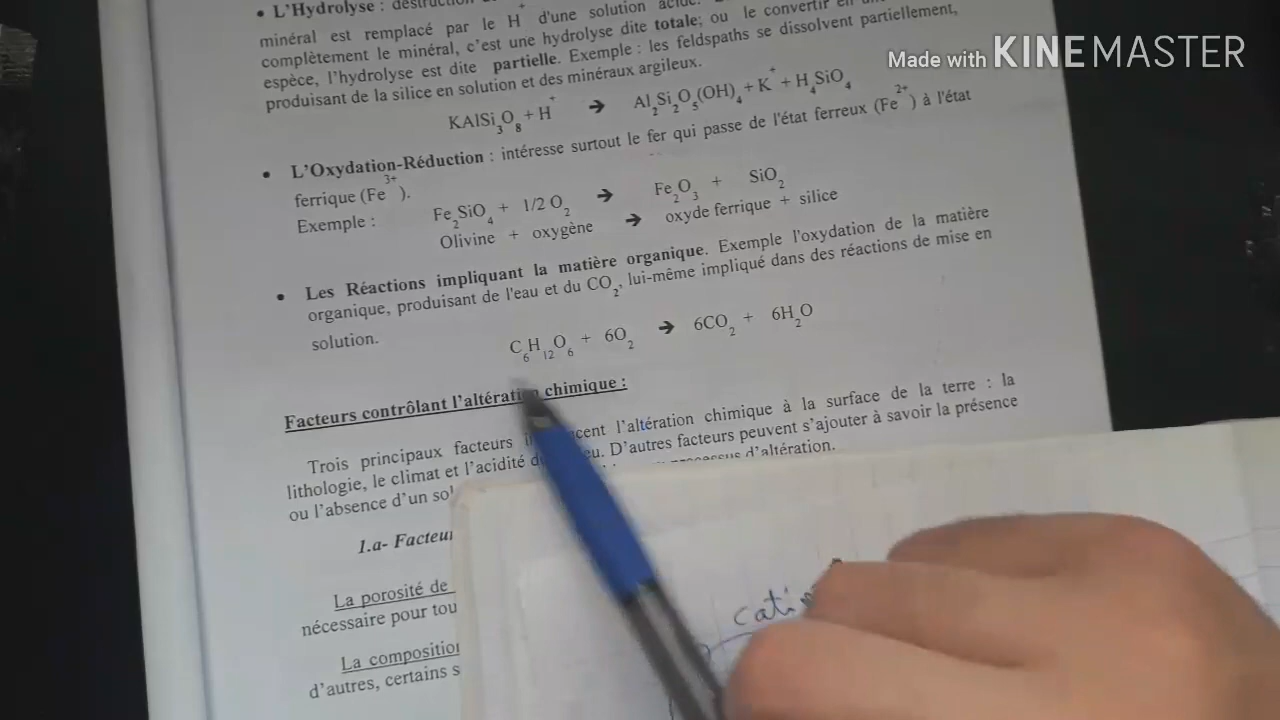 Made with KINEMASTER
• L'Hydrolyse : destruction
minéral est remplacé par le H+ d'une solution
complètement le minéral, c'est une hydrolyse dite totale; ou le convertir en
espèce, l'hydrolyse est dite partielle. Exemple : les feldspaths se dissolvent partiellement,
produisant de la silice en solution et des minéraux argileux.
KAlSi3O8 + H+ → Al2Si2O5(OH)4 + K+ + H4SiO4
• L'Oxydation-Réduction : intéresse surtout le fer qui passe de l'état ferreux (Fe2+) à l'état
ferrique (Fe3+).
Exemple : Fe2SiO4 + 1/2 O2 → Fe2O3 + SiO2
Olivine + oxygène → oxyde ferrique + silice
• Les Réactions impliquant la matière organique. Exemple l'oxydation de la matière
organique, produisant de l'eau et du CO2, lui-même impliqué dans des réactions de mise en
solution.
C6H12O6 + 6O2 → 6CO2 + 6H2O
Facteurs contrôlant l'altération chimique :
Trois principaux facteurs l'altération chimique à la surface de la terre : la
lithologie, le climat et l'acidité D'autres facteurs peuvent s'ajouter à savoir la présence
ou l'absence d'un sol d'altération.
1.a- Facteur
La porosité de
nécessaire pour tou
La composition
d'autres, certains s
cati